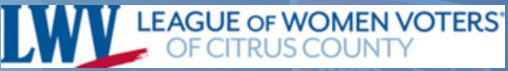 LWV LEAGUE OF WOMEN VOTERS®
OF CITRUS COUNTY